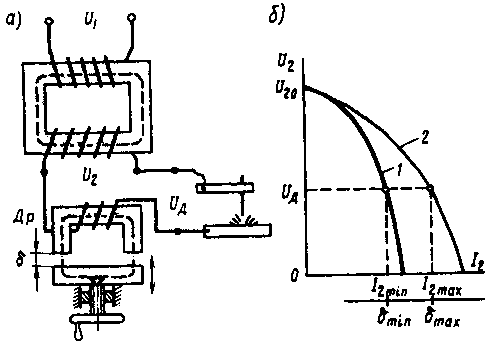 а)
U₁
U₂
Др
δ
Uд
б)
U₂
U₂₀
Uд
0
1
2
I₂
I₂min
I₂max
δmin
δmax